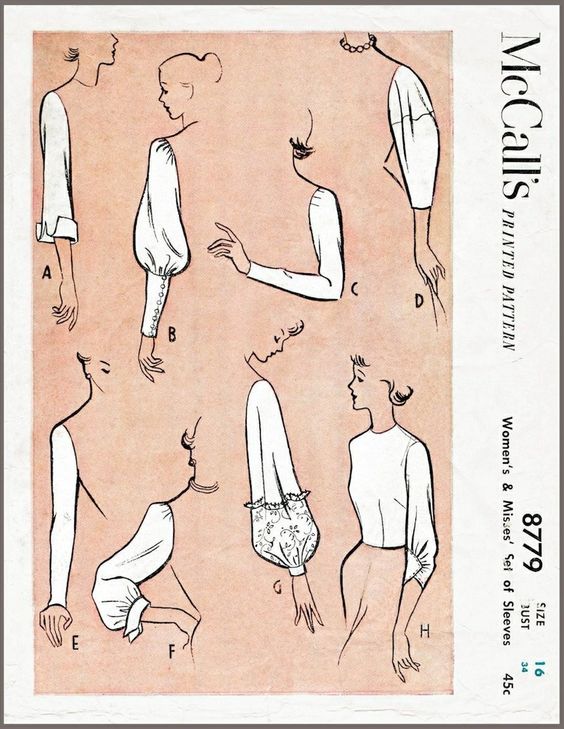 McCall's PRINTED PATTERN
Women's & Misses' Set of Sleeves
8779
SIZE 16
BUST 34
45c
A
B
C
D
E
F
G
H